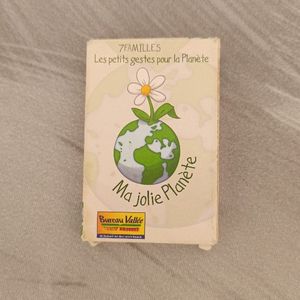 7FAMILLES
Les petits gestes pour la Planète
Ma jolie Planète
Bureau Vallée